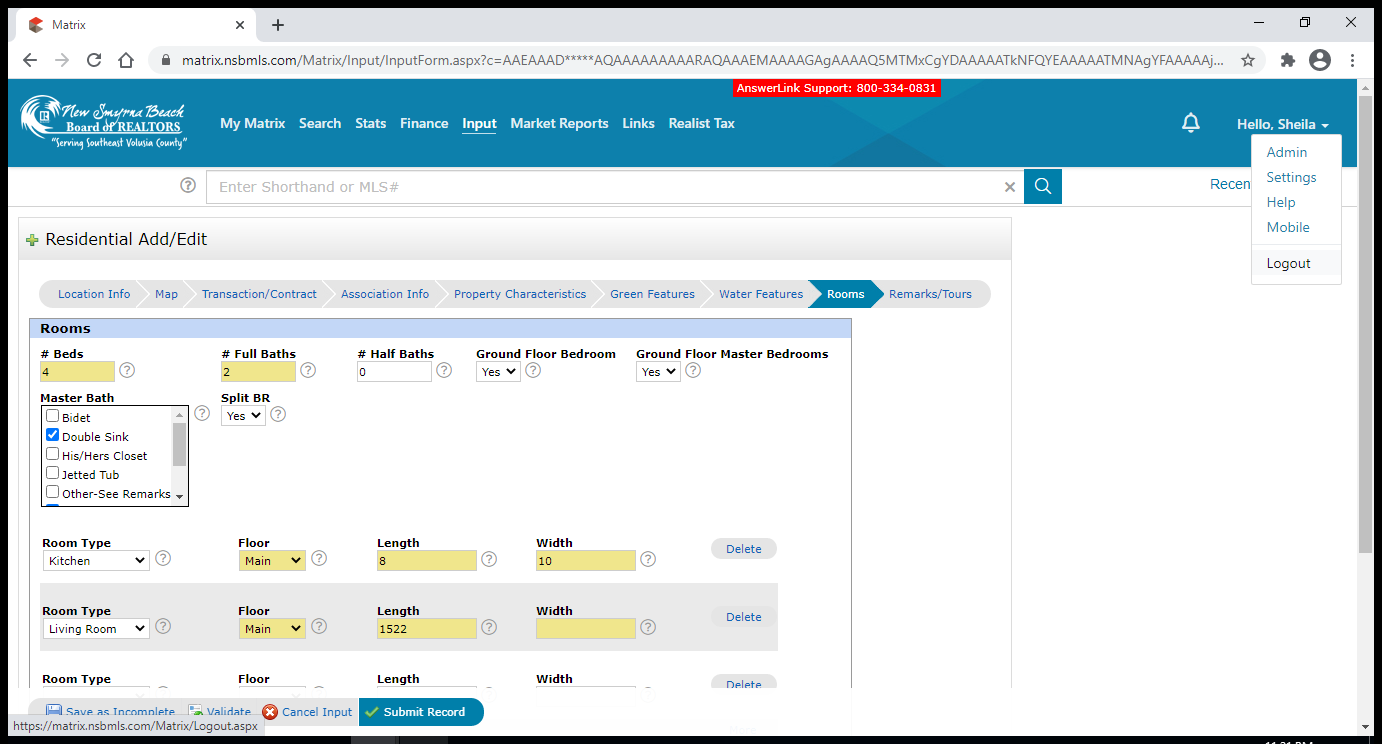 Matrix
matrix.nsbmls.com/Matrix/Input/InputForm.aspx?c=AAEAAAD*****AQAAAAAAAAARAQAAAEMAAAAGAgAAAAQ5MTMxCgYDAAAAATkNFQYEAAAAATMNAgYFAAAAAj...
AnswerLink Support: 800-334-0831
New Smyrna Beach
Board of REALTORS
"Serving Southeast Volusia County"
My Matrix Search Stats Finance Input Market Reports Links Realist Tax
Hello, Sheila
Admin
Settings
Help
Mobile
Logout
Enter Shorthand or MLS#
Recen
Residential Add/Edit
Location Info Map Transaction/Contract Association Info Property Characteristics Green Features Water Features Rooms Remarks/Tours
Rooms
# Beds # Full Baths # Half Baths Ground Floor Bedroom Ground Floor Master Bedrooms
4 2 0 Yes Yes
Master Bath Split BR
Yes
Bidet
Double Sink
His/Hers Closet
Jetted Tub
Other-See Remarks
Room Type Floor Length Width
Kitchen Main 8 10 Delete
Room Type Floor Length Width
Living Room Main 1522 Delete
Room Type Floor Length Width
Delete
Save as Incomplete Validate Cancel Input Submit Record
https://matrix.nsbmls.com/Matrix/Logout.aspx